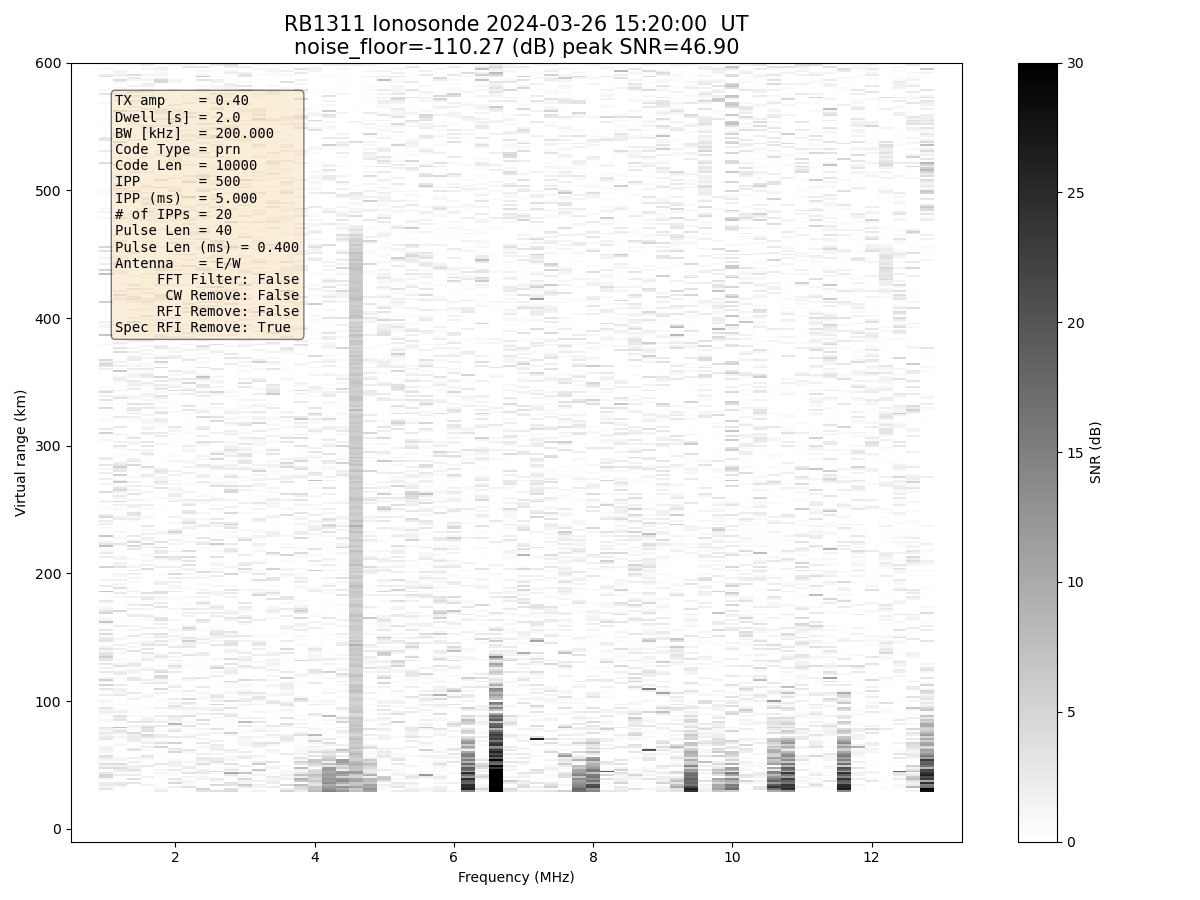 RB1311 Ionosonde 2024-03-26 15:20:00  UT
noise_floor=-110.27 (dB) peak SNR=46.90
TX amp    = 0.40
Dwell [s] = 2.0
BW [kHz]  = 200.000
Code Type = prn
Code Len  = 10000
IPP       = 500
IPP (ms)  = 5.000
# of IPPs = 20
Pulse Len = 40
Pulse Len (ms) = 0.400
Antenna   = E/W
FFT Filter: False
CW Remove: False
RFI Remove: False
Spec RFI Remove: True
600
500
400
300
200
100
0
Virtual range (km)
2
4
6
8
10
12
Frequency (MHz)
30
25
20
15
10
5
0
SNR (dB)